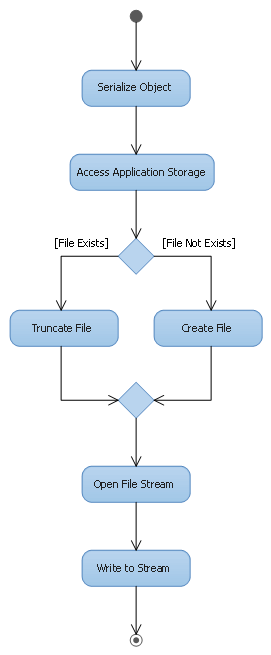 Serialize Object
Access Application Storage
[File Exists]
[File Not Exists]
Truncate File
Create File
Open File Stream
Write to Stream